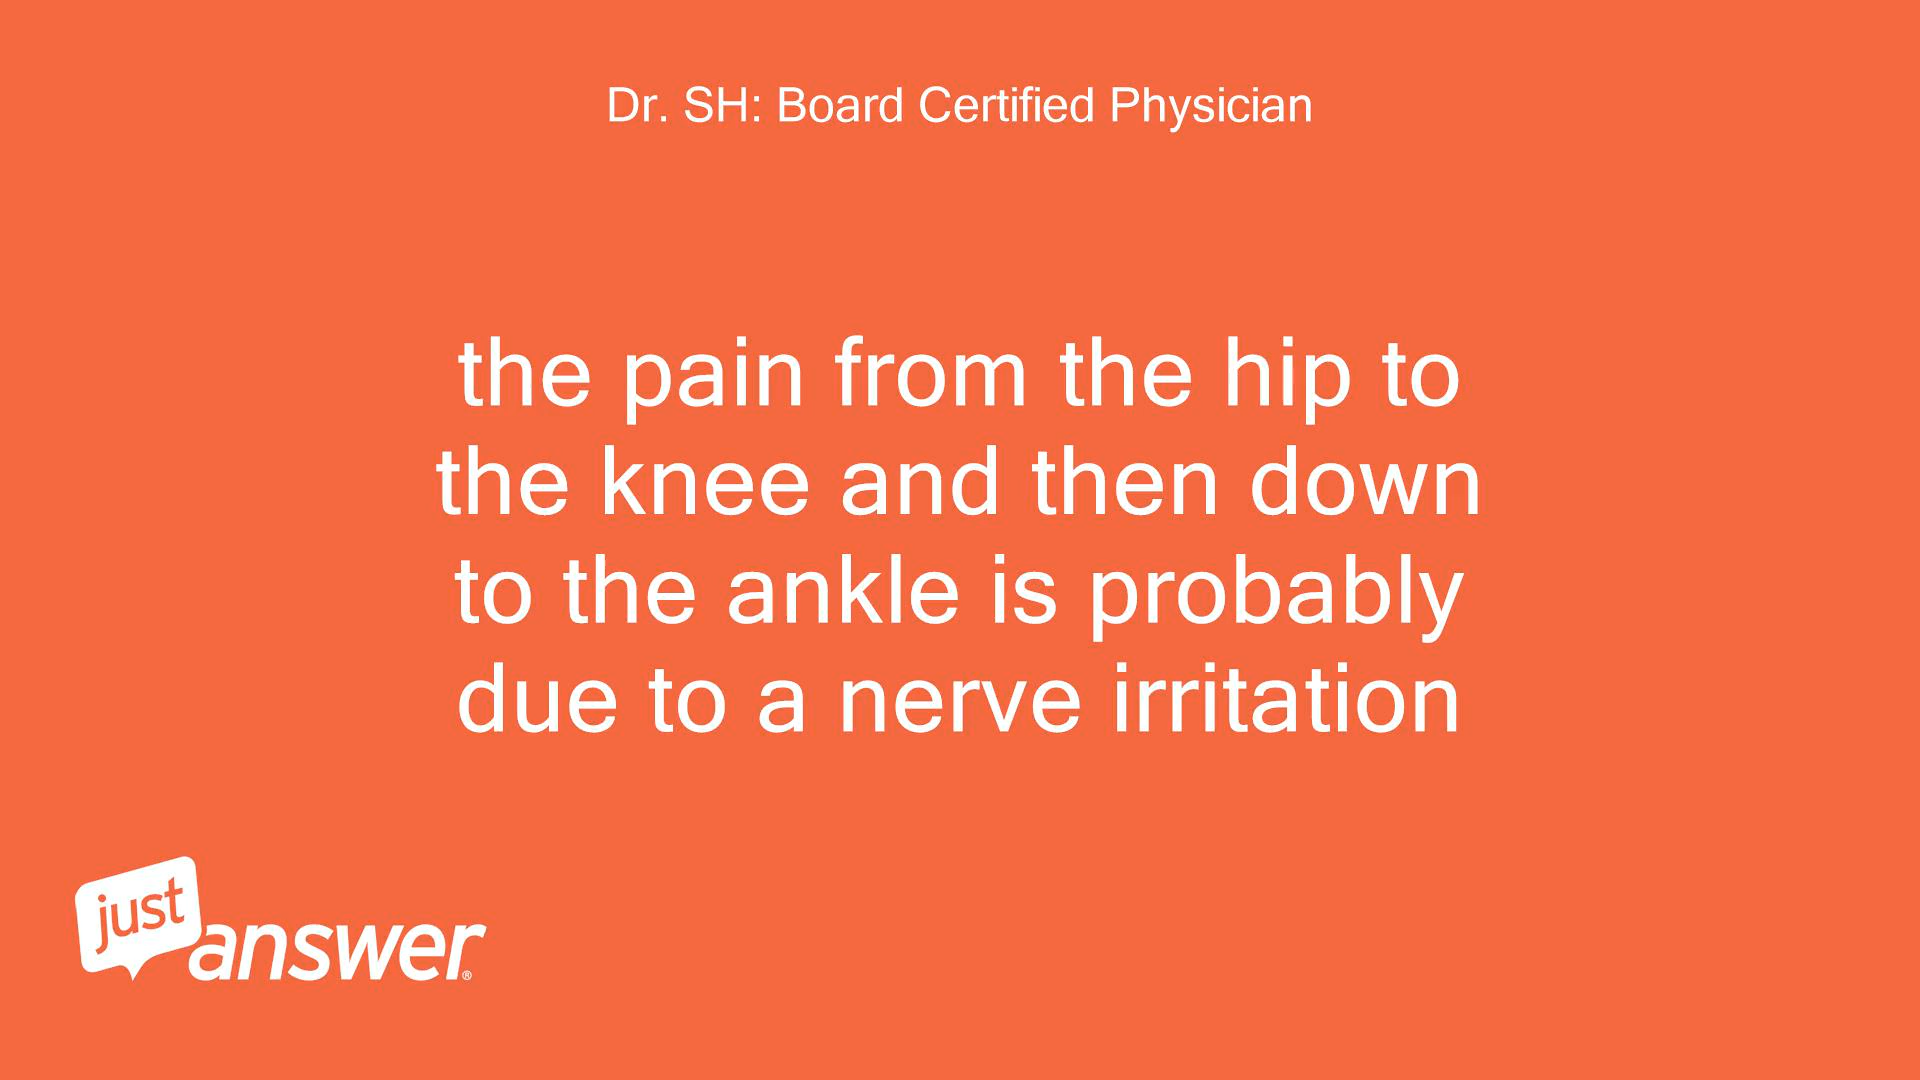 Dr. SH: Board Certified Physician
the pain from the hip to
the knee and then down
to the ankle is probably
due to a nerve irritation
just
answer®